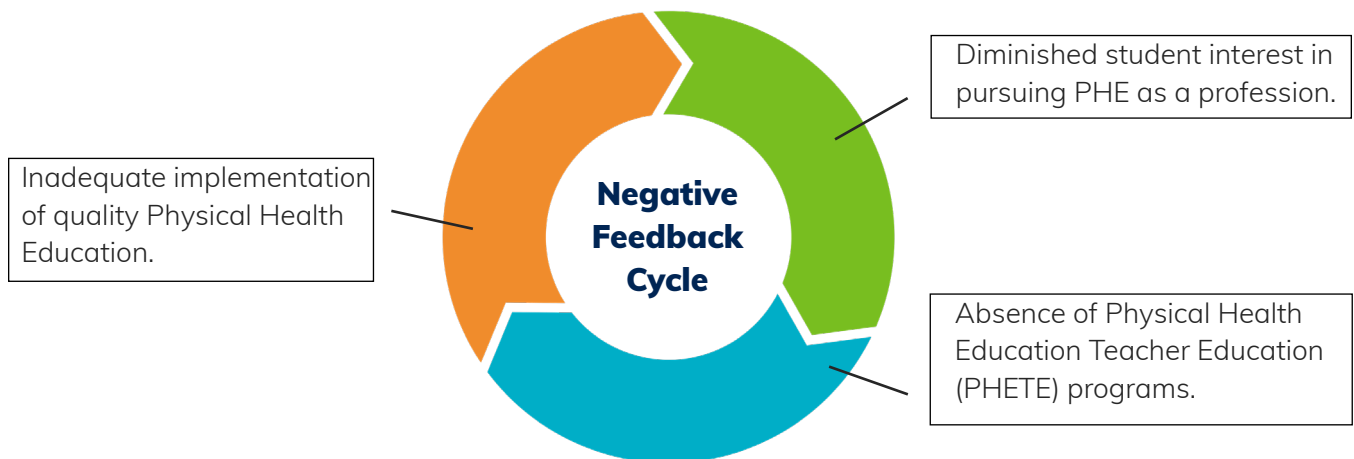 Negative
Feedback
Cycle
Diminished student interest in
pursuing PHE as a profession.
Absence of Physical Health
Education Teacher Education
(PHETE) programs.
Inadequate implementation
of quality Physical Health
Education.